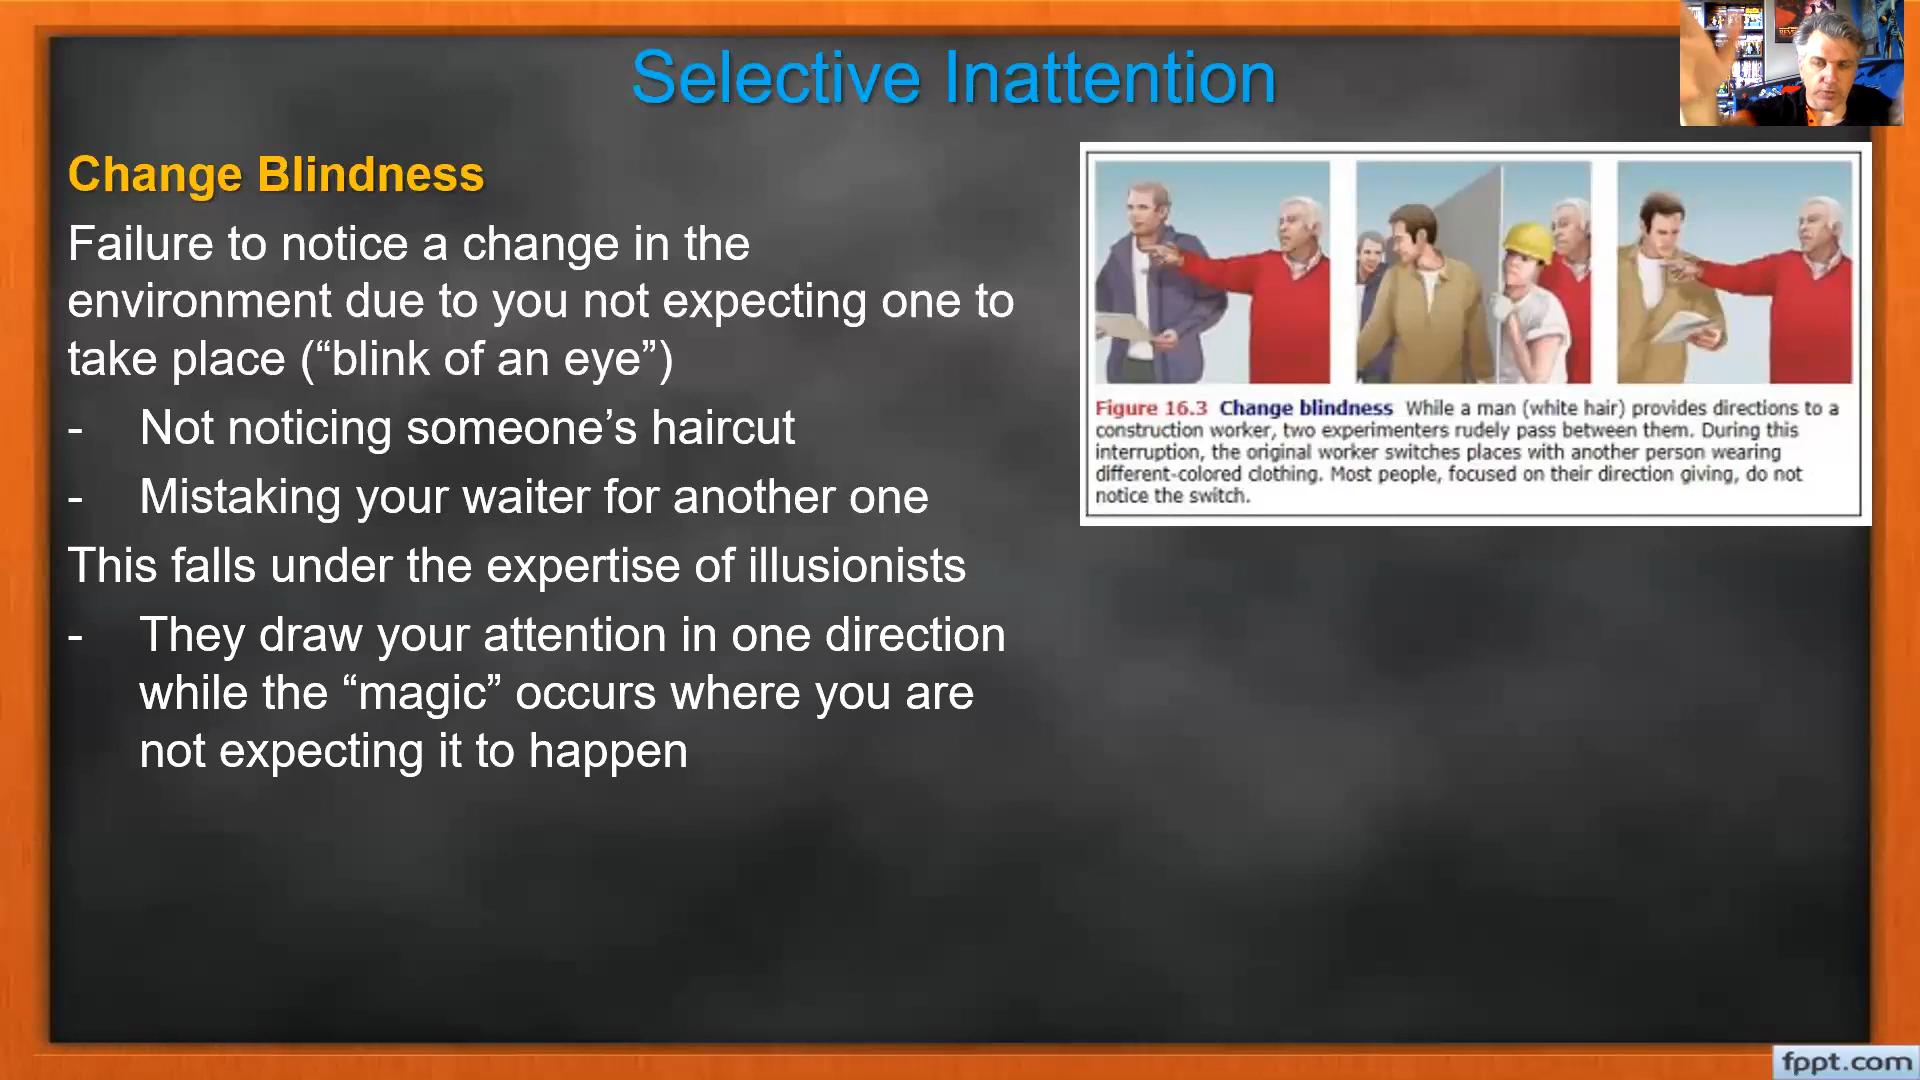 Selective Inattention
Change Blindness
Failure to notice a change in the
environment due to you not expecting one to
take place (“blink of an eye”)
- Not noticing someone’s haircut
- Mistaking your waiter for another one
This falls under the expertise of illusionists
- They draw your attention in one direction
while the “magic” occurs where you are
not expecting it to happen
Figure 16.3 Change blindness While a man (white hair) provides directions to a
construction worker, two experimenters rudely pass between them. During this
interruption, the original worker switches places with another person wearing
different-colored clothing. Most people, focused on their direction giving, do not
notice the switch.
fppt.com